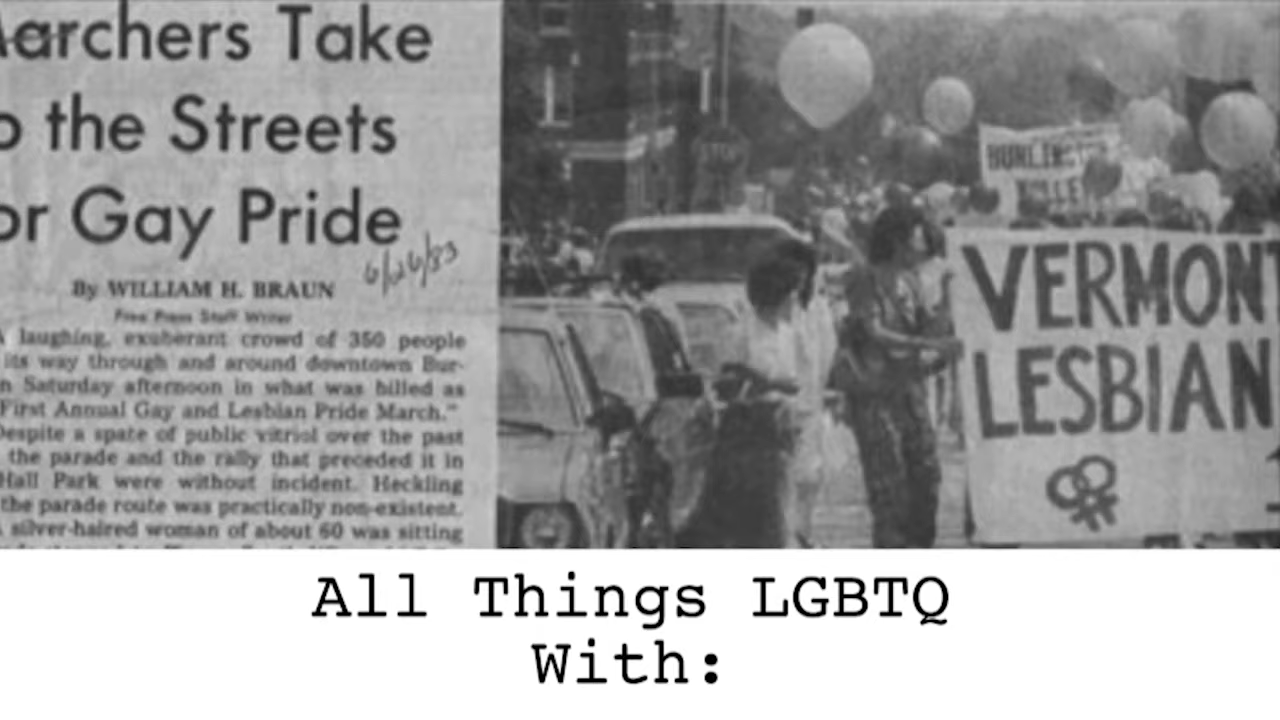 Marchers Take
o the Streets
or Gay Pride
6/26/83
By WILLIAM H. BRAUN
Free Press Staff Writer
A laughing, exuberant crowd of 350 people
its way through and around downtown Bur-
n Saturday afternoon in what was billed as
First Annual Gay and Lesbian Pride March."
Despite a spate of public vitriol over the past
the parade and the rally that preceded it in
Hall Park were without incident. Heckling
the parade route was practically non-existent.
A silver-haired woman of about 60 was sitting
STOP
BURLINGTON
VERMONT
LESBIAN
All Things LGBTQ
With: